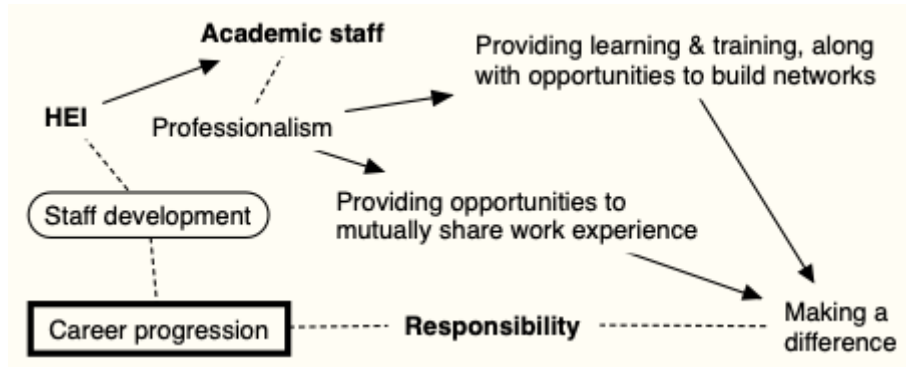 Academic staff
Providing learning & training, along
with opportunities to build networks
HEI
Professionalism
Staff development
Providing opportunities to
mutually share work experience
Career progression
Responsibility
Making a
difference